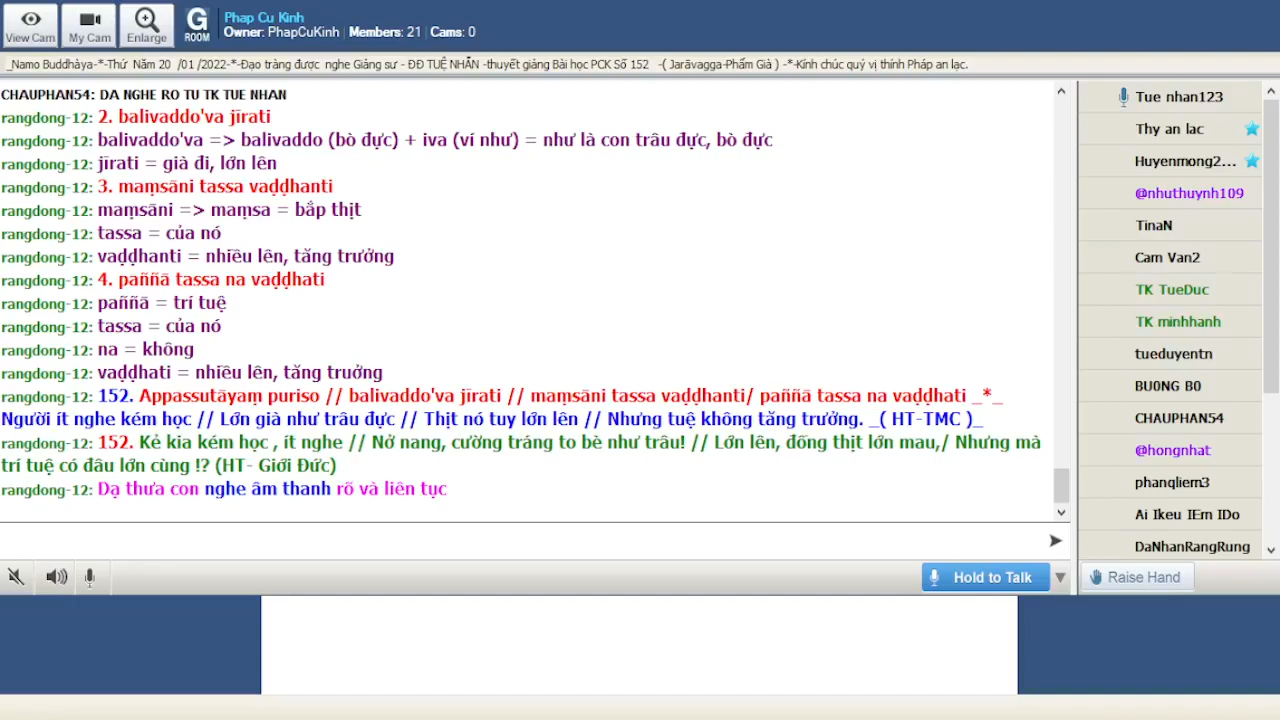 View Cam
My Cam
Enlarge
G
ROOM
Phap Cu Kinh
Owner: PhapCuKinh | Members: 21 | Cams: 0
_Namo Buddhàya-*-Thứ Năm 20 /01 /2022-*-Đạo tràng được nghe Giảng sư - ĐĐ TUỆ NHẪN -thuyết giảng Bài học PCK Số 152 -( Jarāvagga-Phẩm Già ) -*-Kính chúc quý vị thính Pháp an lạc.
CHAUPHAN54: DA NGHE RO TU TK TUE NHAN
rangdong-12: 2. balivaddo'va jīrati
rangdong-12: balivaddo'va => balivaddo (bò đực) + iva (ví như) = như là con trâu đực, bò đực
rangdong-12: jīrati = già đi, lớn lên
rangdong-12: 3. maṃsāni tassa vaḍḍhanti
rangdong-12: maṃsāni => maṃsa = bắp thịt
rangdong-12: tassa = của nó
rangdong-12: vaḍḍhanti = nhiều lên, tăng trưởng
rangdong-12: 4. paññā tassa na vaḍḍhati
rangdong-12: paññā = trí tuệ
rangdong-12: tassa = của nó
rangdong-12: na = không
rangdong-12: vaḍḍhati = nhiều lên, tăng truởng
rangdong-12: 152. Appassutāyaṃ puriso // balivaddo'va jīrati // maṃsāni tassa vaḍḍhanti/ paññā tassa na vaḍḍhati _*_
Người ít nghe kém học // Lớn già như trâu đực // Thịt nó tuy lớn lên // Nhưng tuệ không tăng trưởng. _( HT-TMC )_
rangdong-12: 152. Kẻ kia kém học , ít nghe // Nở nang, cường tráng to bè như trâu! // Lớn lên, đống thịt lớn mau,/ Nhưng mà
trí tuệ có đâu lớn cùng !? (HT- Giới Đức)
rangdong-12: Dạ thưa con nghe âm thanh rõ và liên tục
Tue nhan123
Thy an lac
Huyenmong2...
@nhuthuynh109
TinaN
Cam Van2
TK TueDuc
TK minhhanh
tueduyentn
BU0NG B0
CHAUPHAN54
@hongnhat
phanqliem3
Ai Ikeu IEm IDo
DaNhanRangRung
Hold to Talk
Raise Hand